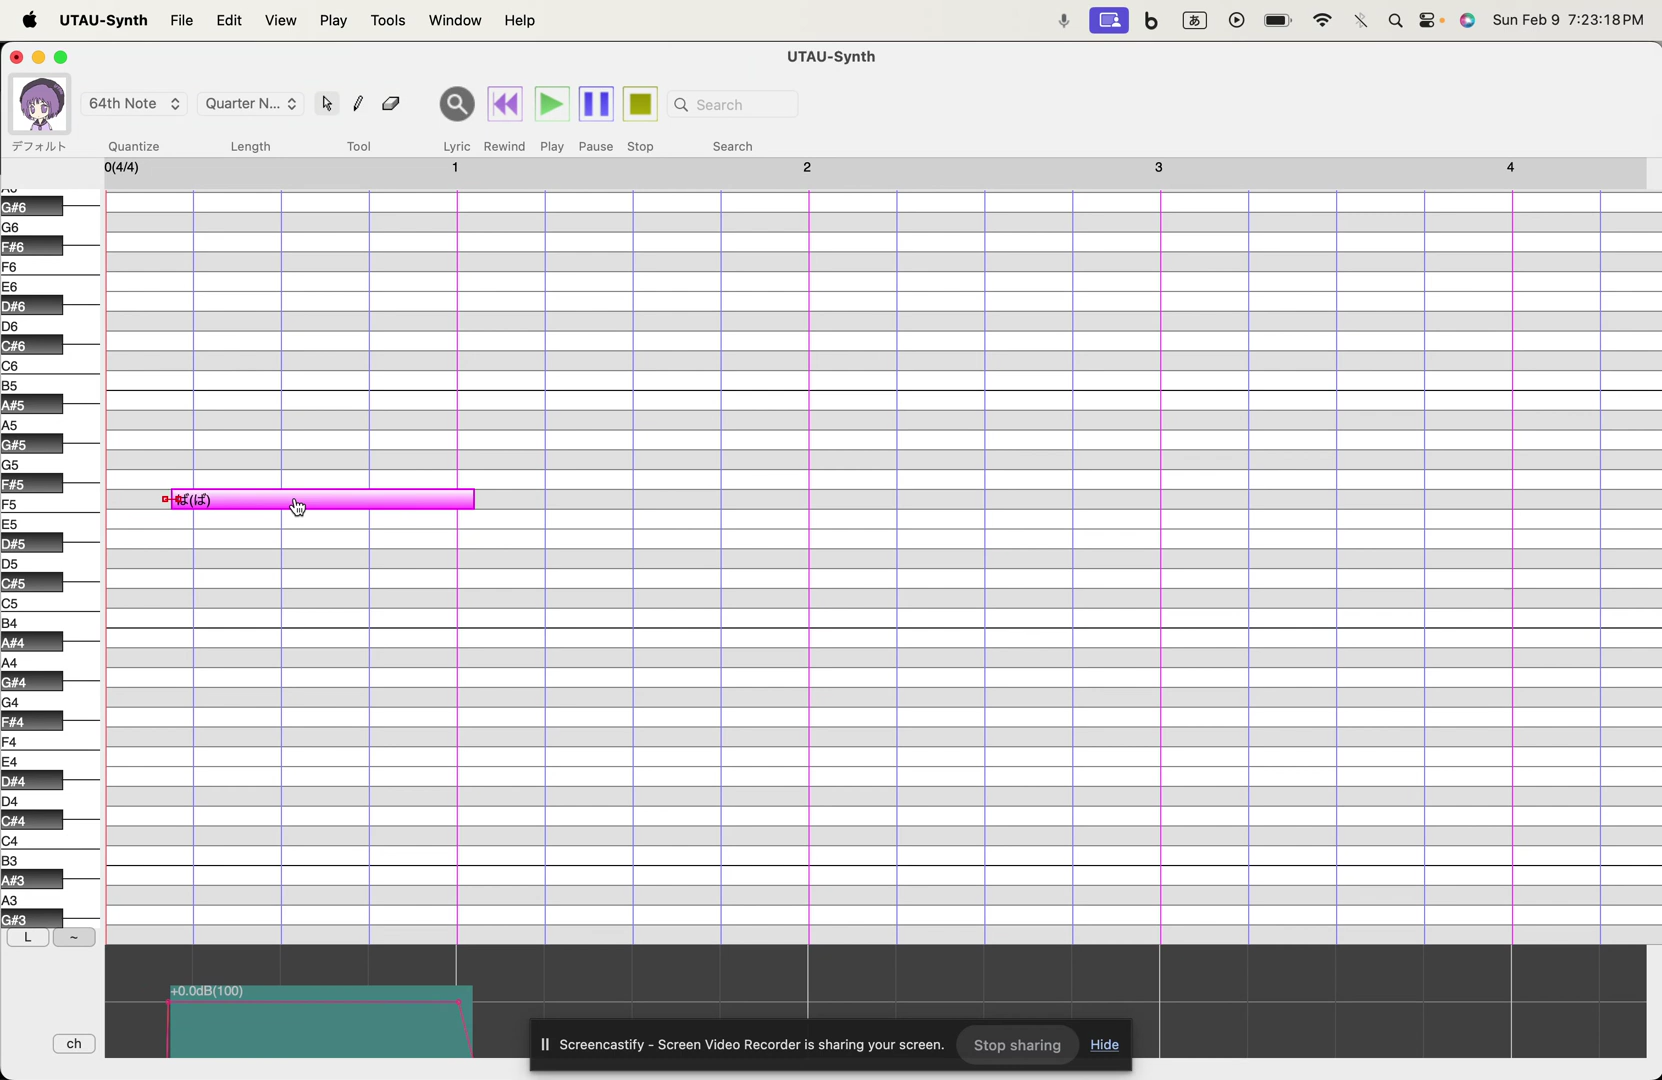 UTAU-Synth File Edit View Play Tools Window Help あ Sun Feb 9 7:23:18 PM
UTAU-Synth
64th Note Quarter N... Search
デフォルト Quantize Length Tool Lyric Rewind Play Pause Stop Search
0(4/4) 1 2 3 4
G#6
G6
F#6
F6
E6
D#6
D6
C#6
C6
B5
A#5
A5
G#5
G5
F#5
ば(ば)
F5
E5
D#5
D5
C#5
C5
B4
A#4
A4
G#4
G4
F#4
F4
E4
D#4
D4
C#4
C4
B3
A#3
A3
G#3
L ~
+0.0dB(100)
ch
Screencastify - Screen Video Recorder is sharing your screen. Stop sharing Hide